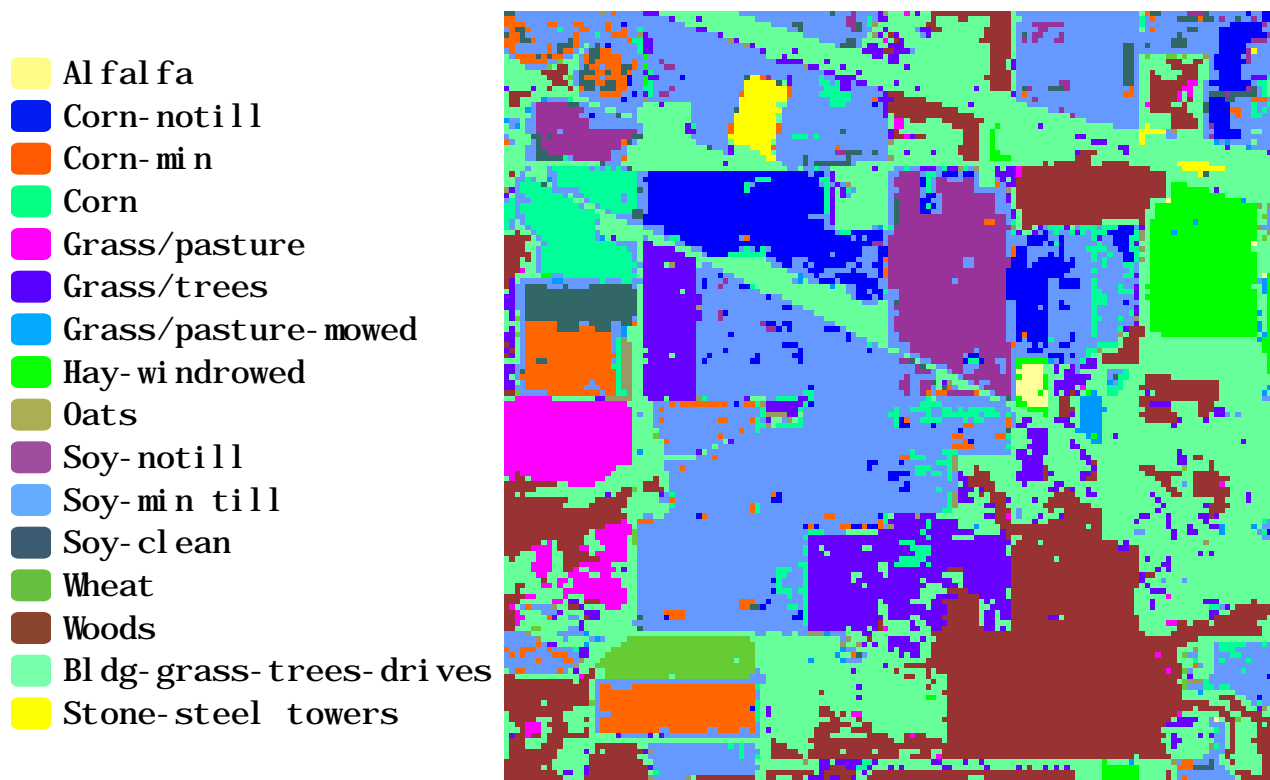 Alfalfa
Corn-notill
Corn-min
Corn
Grass/pasture
Grass/trees
Grass/pasture-mowed
Hay-windrowed
Oats
Soy-notill
Soy-min till
Soy-clean
Wheat
Woods
Bldg-grass-trees-drives
Stone-steel towers